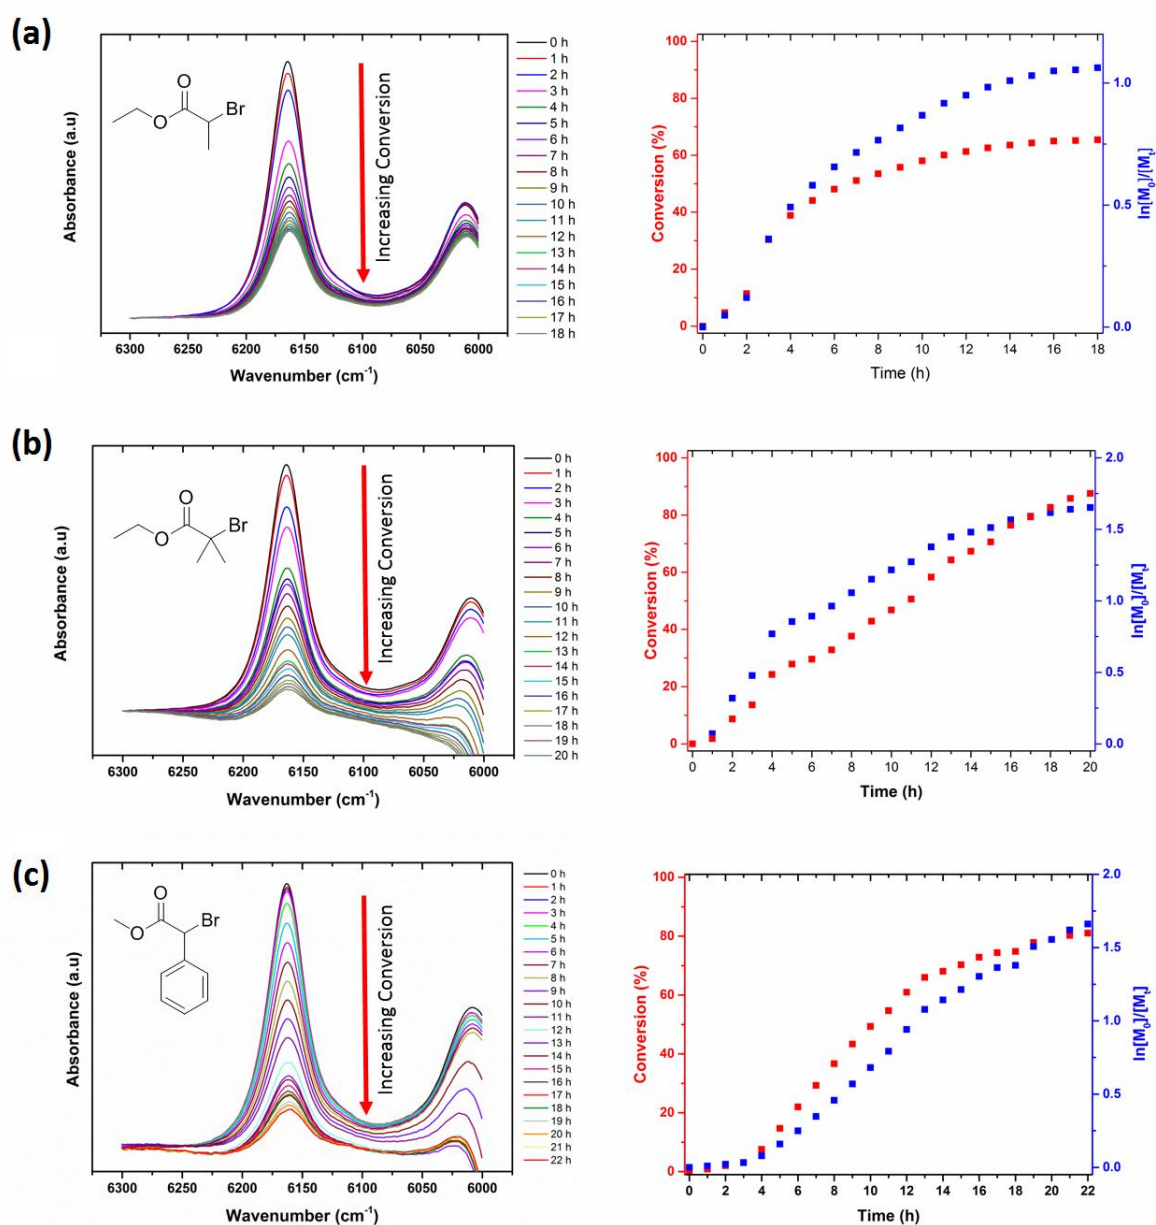 (a)
O
O
Br
Absorbance (a.u)
Increasing Conversion
0 h
1 h
2 h
3 h
4 h
5 h
6 h
7 h
8 h
9 h
10 h
11 h
12 h
13 h
14 h
15 h
16 h
17 h
18 h
6300 6250 6200 6150 6100 6050 6000
Wavenumber (cm⁻¹)
Conversion (%)
100
80
60
40
20
0
1.0
0.5
0.0
ln[M₀]/[Mₜ]
0 2 4 6 8 10 12 14 16 18
Time (h)
(b)
O
O
Br
Absorbance (a.u)
Increasing Conversion
0 h
1 h
2 h
3 h
4 h
5 h
6 h
7 h
8 h
9 h
10 h
11 h
12 h
13 h
14 h
15 h
16 h
17 h
18 h
19 h
20 h
6300 6250 6200 6150 6100 6050 6000
Wavenumber (cm⁻¹)
Conversion (%)
100
80
60
40
20
0
2.0
1.5
1.0
0.5
0.0
ln[M₀]/[Mₜ]
0 2 4 6 8 10 12 14 16 18 20
Time (h)
(c)
O
O
Br
Absorbance (a.u)
Increasing Conversion
0 h
1 h
2 h
3 h
4 h
5 h
6 h
7 h
8 h
9 h
10 h
11 h
12 h
13 h
14 h
15 h
16 h
17 h
18 h
19 h
20 h
21 h
22 h
6300 6250 6200 6150 6100 6050 6000
Wavenumber (cm⁻¹)
Conversion (%)
100
80
60
40
20
0
2.0
1.5
1.0
0.5
0.0
ln[M₀]/[Mₜ]
0 2 4 6 8 10 12 14 16 18 20 22
Time (h)